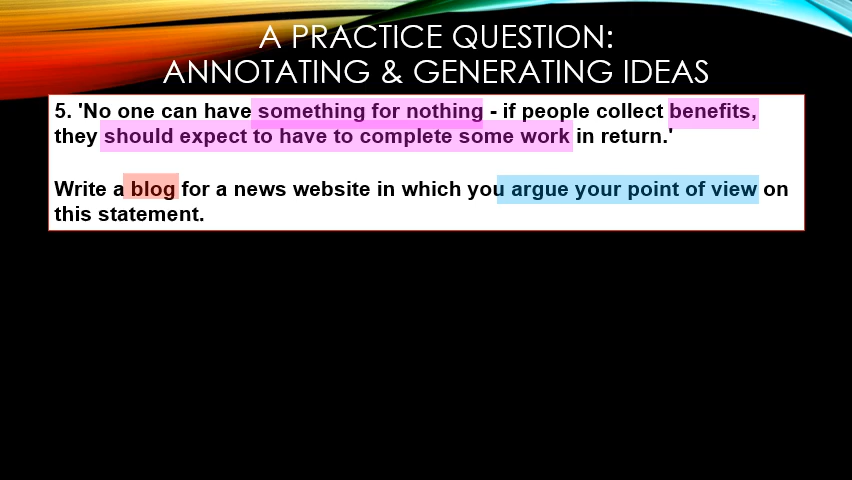 A PRACTICE QUESTION:
ANNOTATING & GENERATING IDEAS
5. 'No one can have something for nothing - if people collect benefits,
they should expect to have to complete some work in return.'
Write a blog for a news website in which you argue your point of view on
this statement.